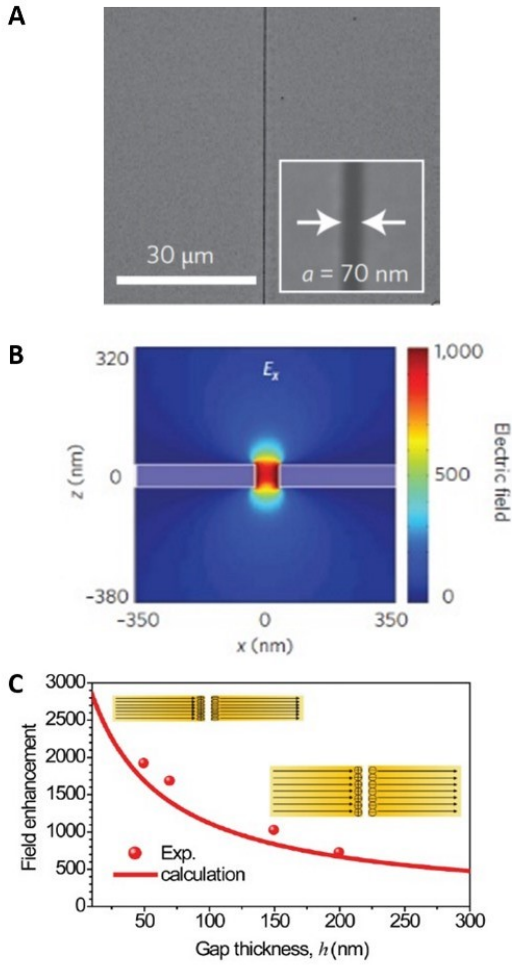 A
30 μm
a = 70 nm
B
320
0
-380
z (nm)
-350
0
350
x (nm)
Ex
1,000
500
0
Electric field
C
3000
2500
2000
1500
1000
500
0
Field enhancement
Exp.
calculation
50
100
150
200
250
300
Gap thickness, h (nm)